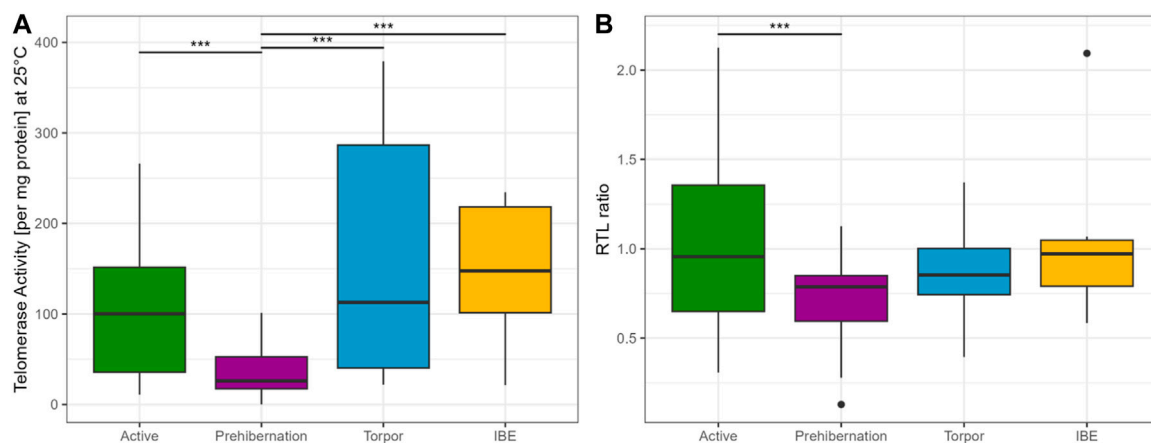 A
***
***
***
Telomerase Activity [per mg protein] at 25°C
400
300
200
100
0
Active
Prehibernation
Torpor
IBE
B
***
RTL ratio
2.0
1.5
1.0
0.5
Active
Prehibernation
Torpor
IBE